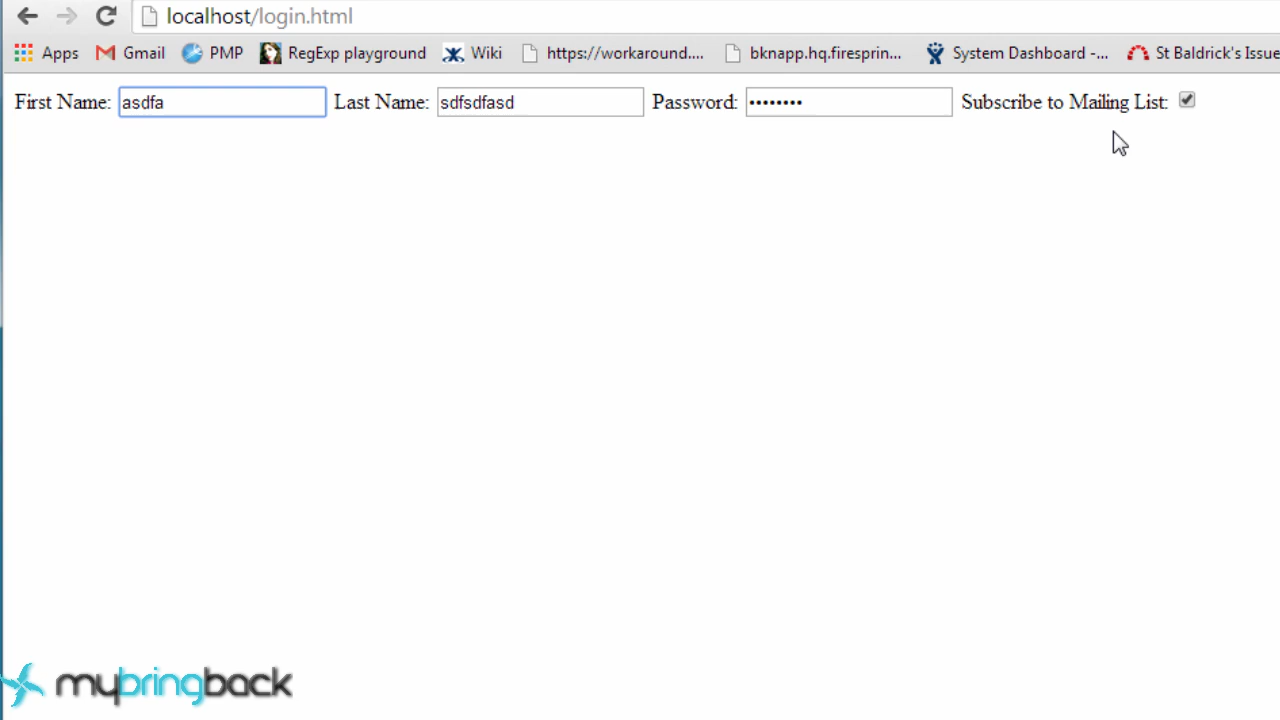 localhost/login.html
Apps Gmail PMP RegExp playground Wiki https://workaround.... bknapp.hq.firesprin... System Dashboard -... St Baldrick's Issue
First Name: asdfa Last Name: sdfsdfasd Password: •••••••• Subscribe to Mailing List:
mybringback